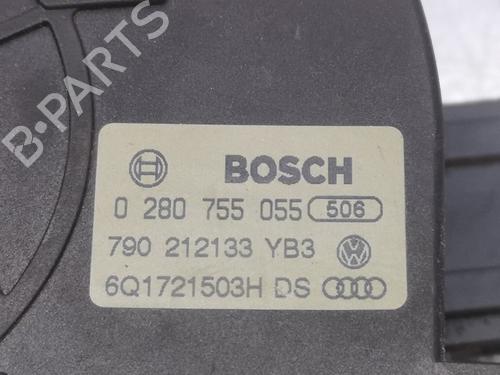 B-PARTS
BOSCH
0 280 755 055 506
790 212133 YB3
6Q1721503H DS